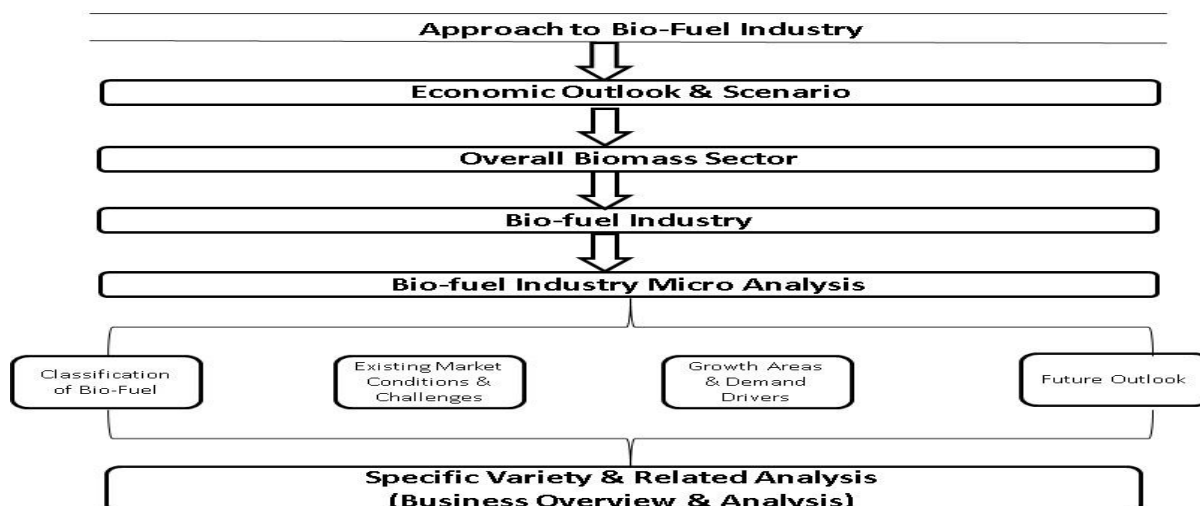 Approach to Bio-Fuel Industry
Economic Outlook & Scenario
Overall Biomass Sector
Bio-fuel Industry
Bio-fuel Industry Micro Analysis
Classification
of Bio-Fuel
Existing Market
Conditions &
Challenges
Growth Areas
& Demand
Drivers
Future Outlook
Specific Variety & Related Analysis
(Business Overview & Analysis)